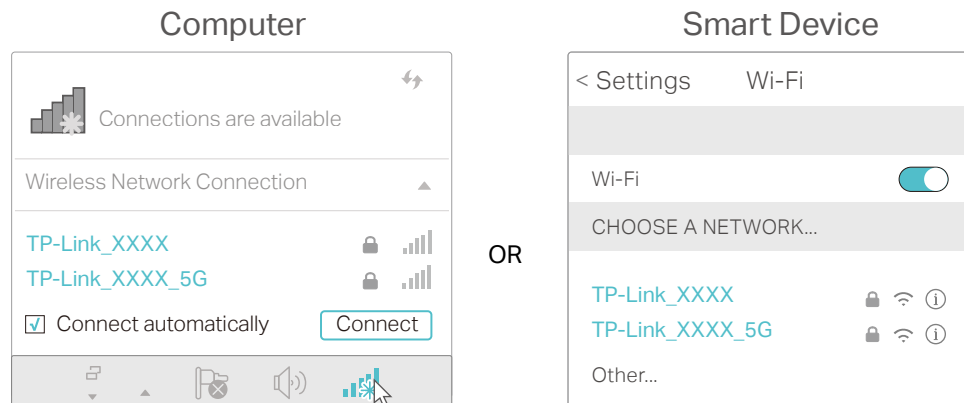 Computer
Connections are available
Wireless Network Connection
TP-Link_XXXX
TP-Link_XXXX_5G
Connect automatically
Connect
OR
Smart Device
< Settings Wi-Fi
Wi-Fi
CHOOSE A NETWORK...
TP-Link_XXXX
TP-Link_XXXX_5G
Other...